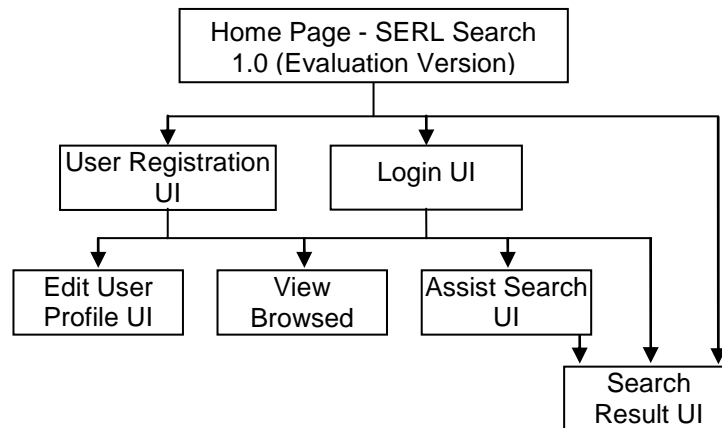 Home Page - SERL Search
1.0 (Evaluation Version)
User Registration
UI
Login UI
Edit User
Profile UI
View
Browsed
Assist Search
UI
Search
Result UI